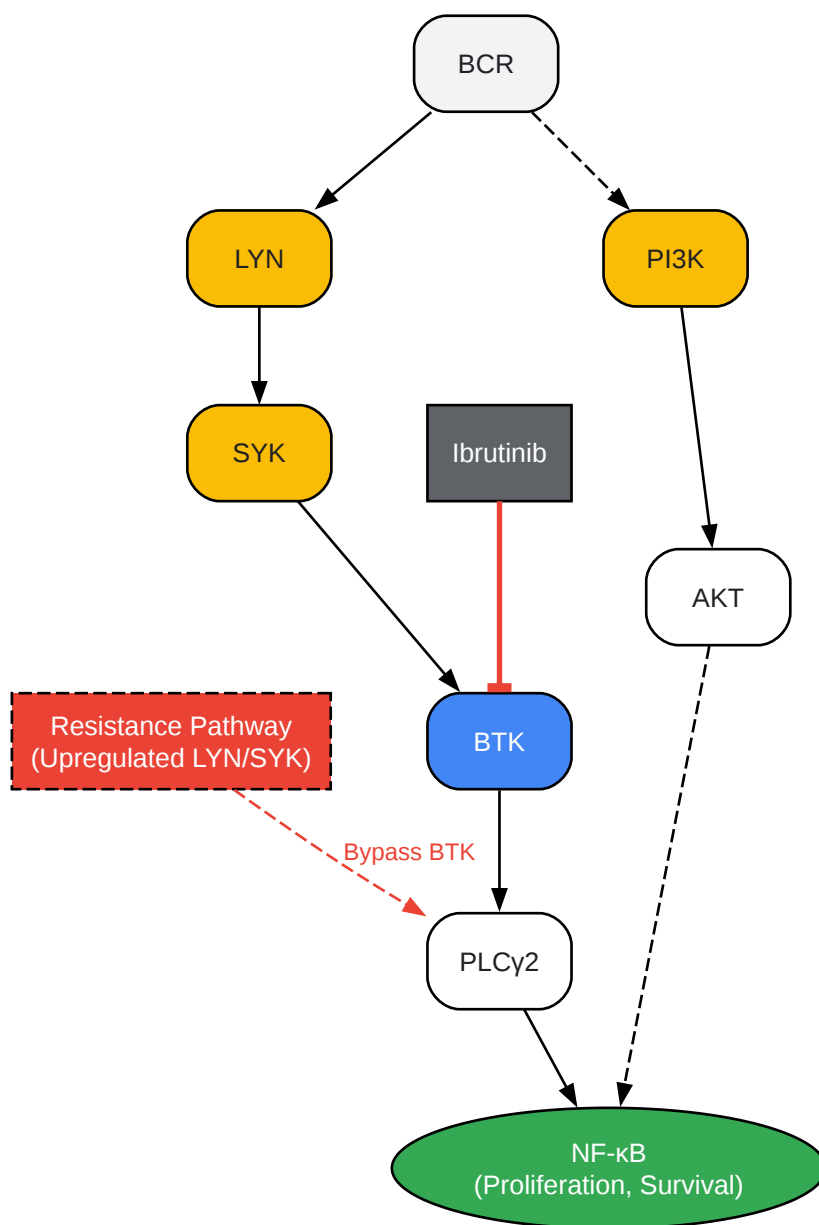 BCR
LYN
PI3K
SYK
Ibrutinib
AKT
Resistance Pathway
(Upregulated LYN/SYK)
BTK
Bypass BTK
PLCγ2
NF-κB
(Proliferation, Survival)